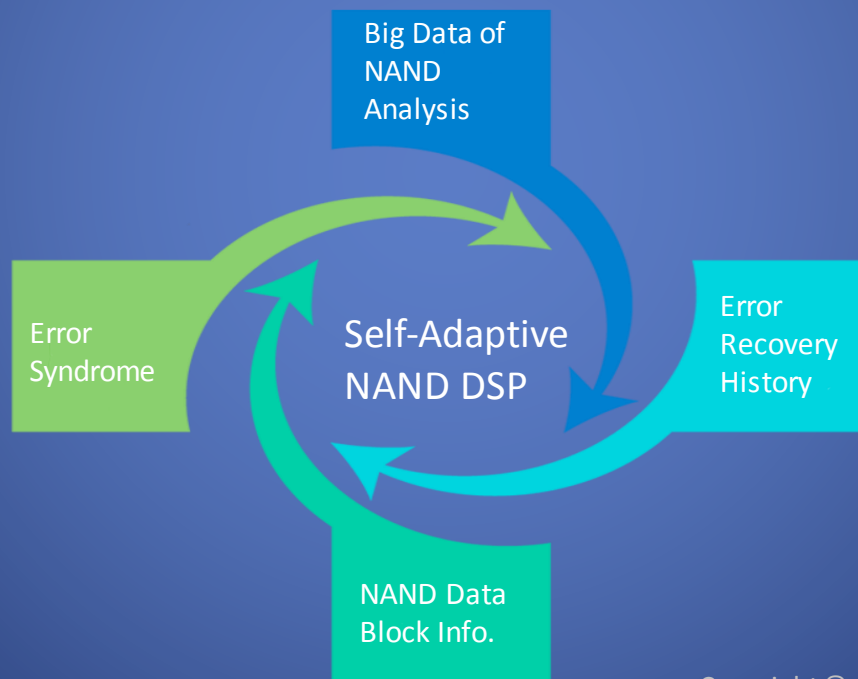 Big Data of
NAND
Analysis
Error
Syndrome
Self-Adaptive
NAND DSP
Error
Recovery
History
NAND Data
Block Info.